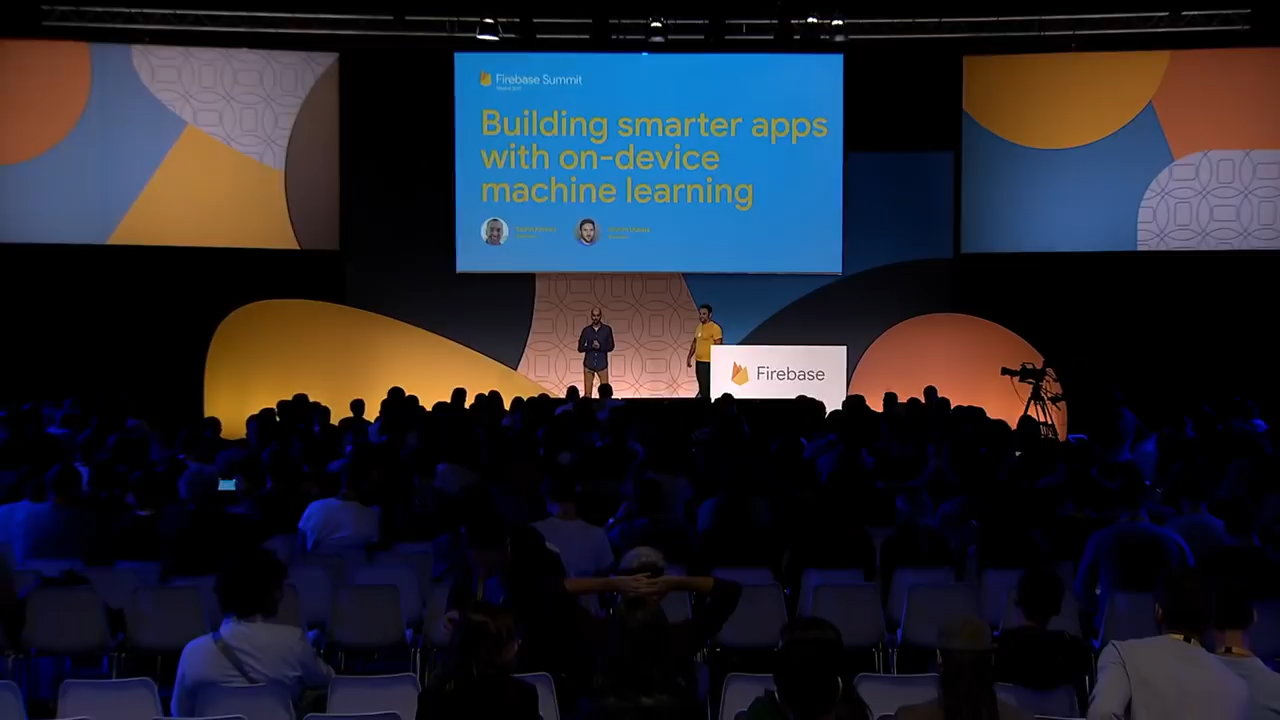 Firebase Summit
Building smarter apps
with on-device
machine learning
Firebase